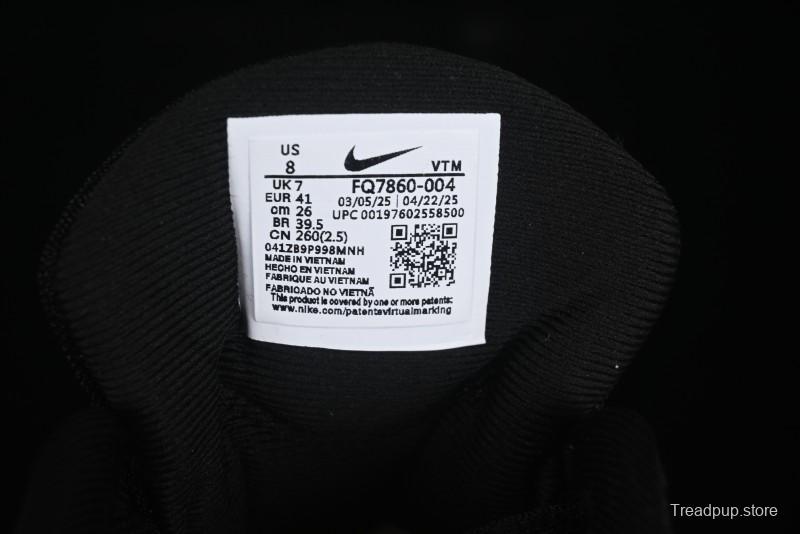 US
8
VTM
UK 7
FQ7860-004
EUR 41
03/05/25 | 04/22/25
cm 26
UPC 00197602558500
BR 39.5
CN 260(2.5)
041ZB9P998MNH
MADE IN VIETNAM
HECHO EN VIETNAM
FABRIQUE AU VIETNAM
FABRIQADO NO VIETNÃ
This product is covered by one or more patents:
www.nike.com/patentsvirtualmarking
Treadpup.store